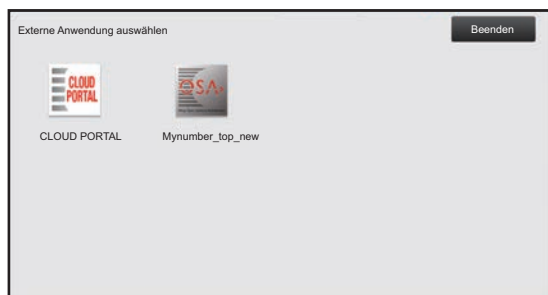 Externe Anwendung auswählen
Beenden
CLOUD
PORTAL
OSA
CLOUD PORTAL
Mynumber_top_new